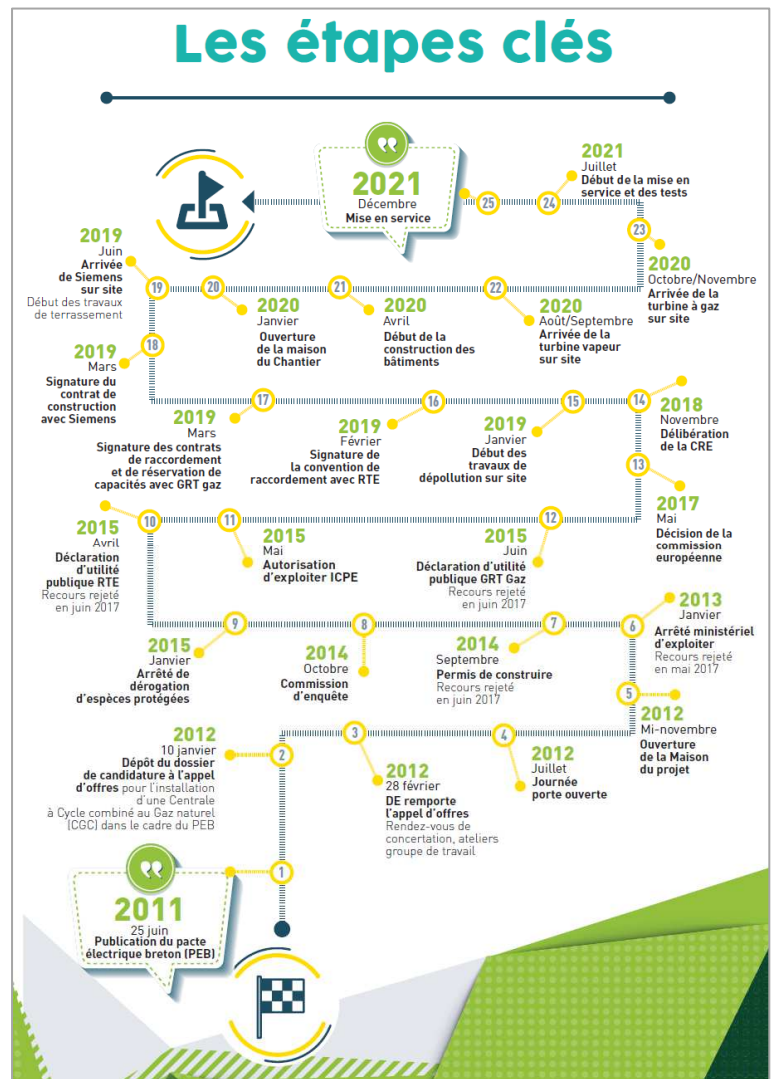 Les étapes clés
2021
Décembre
Mise en service
25
24
2021
Juillet
Début de la mise en
service et des tests
23
2020
Octobre/Novembre
Arrivée de la
turbine à gaz
sur site
22
2020
Août/Septembre
Arrivée de la
turbine vapeur
sur site
21
2020
Avril
Début de la
construction des
bâtiments
20
2020
Janvier
Ouverture
de la maison
du Chantier
19
2019
Juin
Arrivée
de Siemens
sur site
Début des travaux
de terrassement
18
2019
Mars
Signature du
contrat de
construction
avec Siemens
17
2019
Mars
Signature des contrats
de raccordement
et de réservation de
capacités avec GRT gaz
16
2019
Février
Signature de
la convention de
raccordement avec RTE
15
2019
Janvier
Début des
travaux de
dépollution sur site
14
2018
Novembre
Délibération
de la CRE
13
2017
Mai
Décision de la
commission
européenne
12
2015
Juin
Déclaration d'utilité
publique GRT Gaz
Recours rejeté
en juin 2017
11
2015
Mai
Autorisation
d'exploiter ICPE
10
2015
Avril
Déclaration
d'utilité
publique RTE
Recours rejeté
en juin 2017
9
2015
Janvier
Arrêté de
dérogation
d'espèces protégées
8
2014
Octobre
Commission
d'enquête
7
2014
Septembre
Permis de construire
Recours rejeté
en juin 2017
6
2013
Janvier
Arrêté ministériel
d'exploiter
Recours rejeté
en mai 2017
5
2012
Mi-novembre
Ouverture
de la Maison
du projet
4
2012
Juillet
Journée
porte ouverte
3
2012
28 février
DE remporte
l'appel d'offres
Rendez-vous de
concertation, ateliers
groupe de travail
2
2012
10 janvier
Dépôt du dossier
de candidature à l'appel
d'offres pour l'installation
d'une Centrale
à Cycle combiné au Gaz naturel
(CGC) dans le cadre du PEB
1
2011
25 juin
Publication du pacte
électrique breton (PEB)